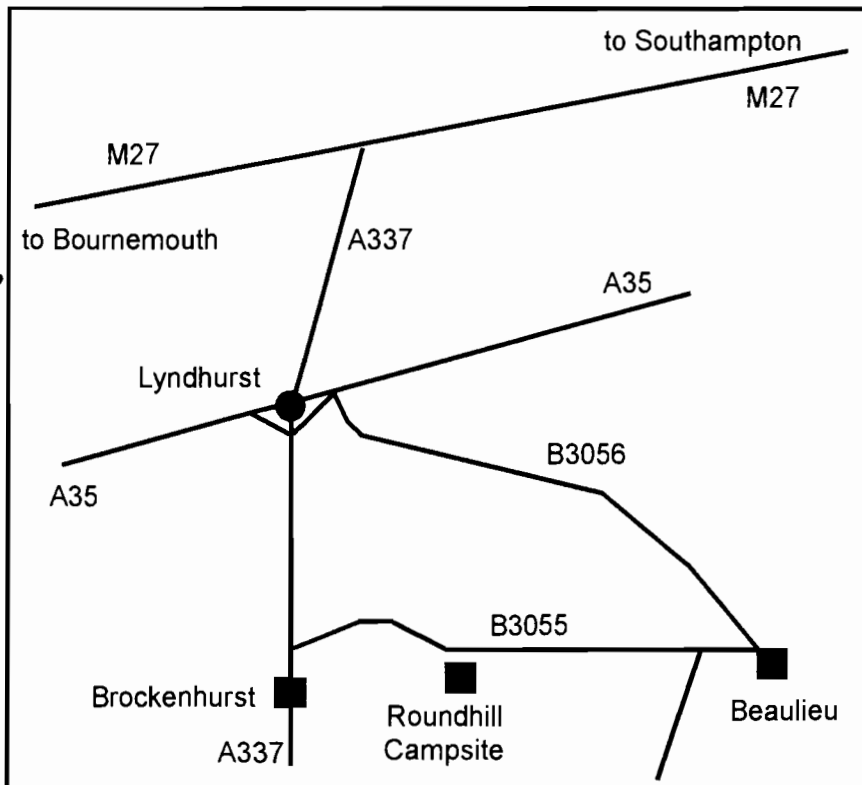 to Southampton
M27
M27
to Bournemouth
A337
A35
Lyndhurst
B3056
A35
B3055
Brockenhurst
Roundhill
Campsite
Beaulieu
A337